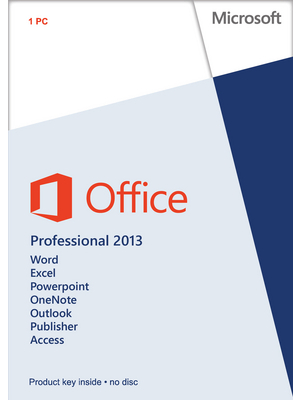 1 PC
Microsoft
Office
Professional 2013
Word
Excel
Powerpoint
OneNote
Outlook
Publisher
Access
Product key inside • no disc